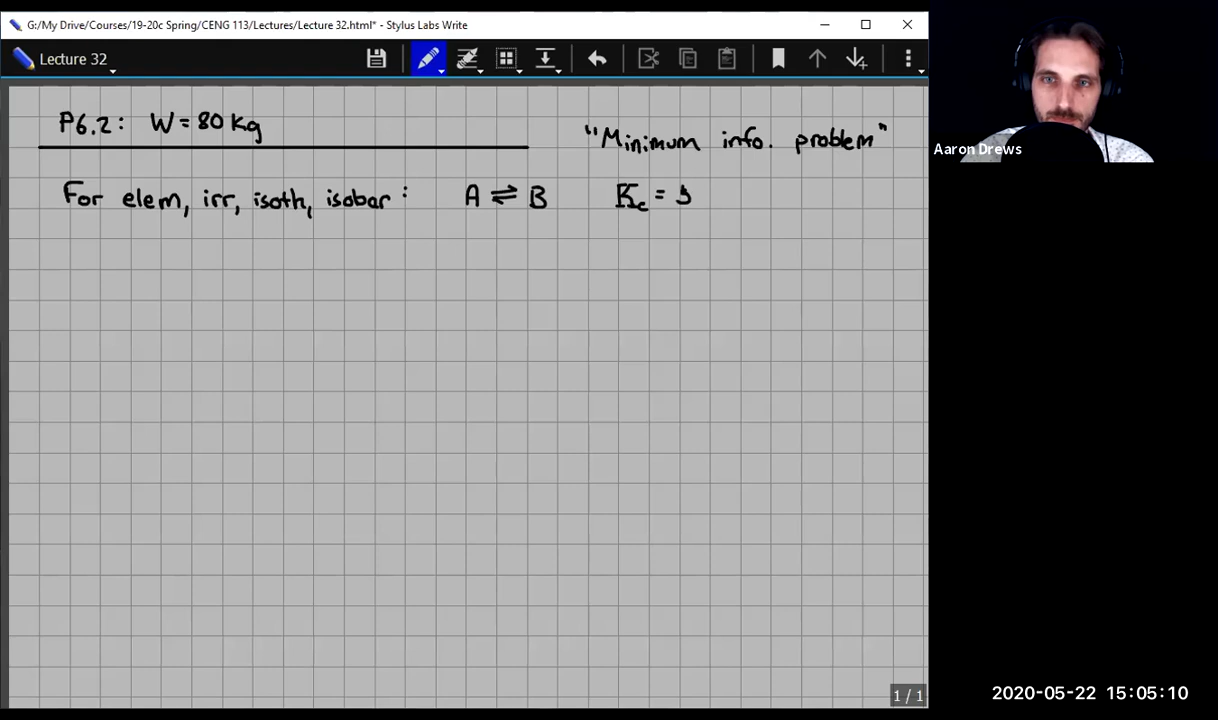 G:/My Drive/Courses/19-20c Spring/CENG 113/Lectures/Lecture 32.html* - Stylus Labs Write
Lecture 32
P6.2: W = 80 kg
"Minimum info. problem"
For elem, irr, isoth, isobar: A ⇌ B Kc =
Aaron Drews
1 / 1
2020-05-22 15:05:10